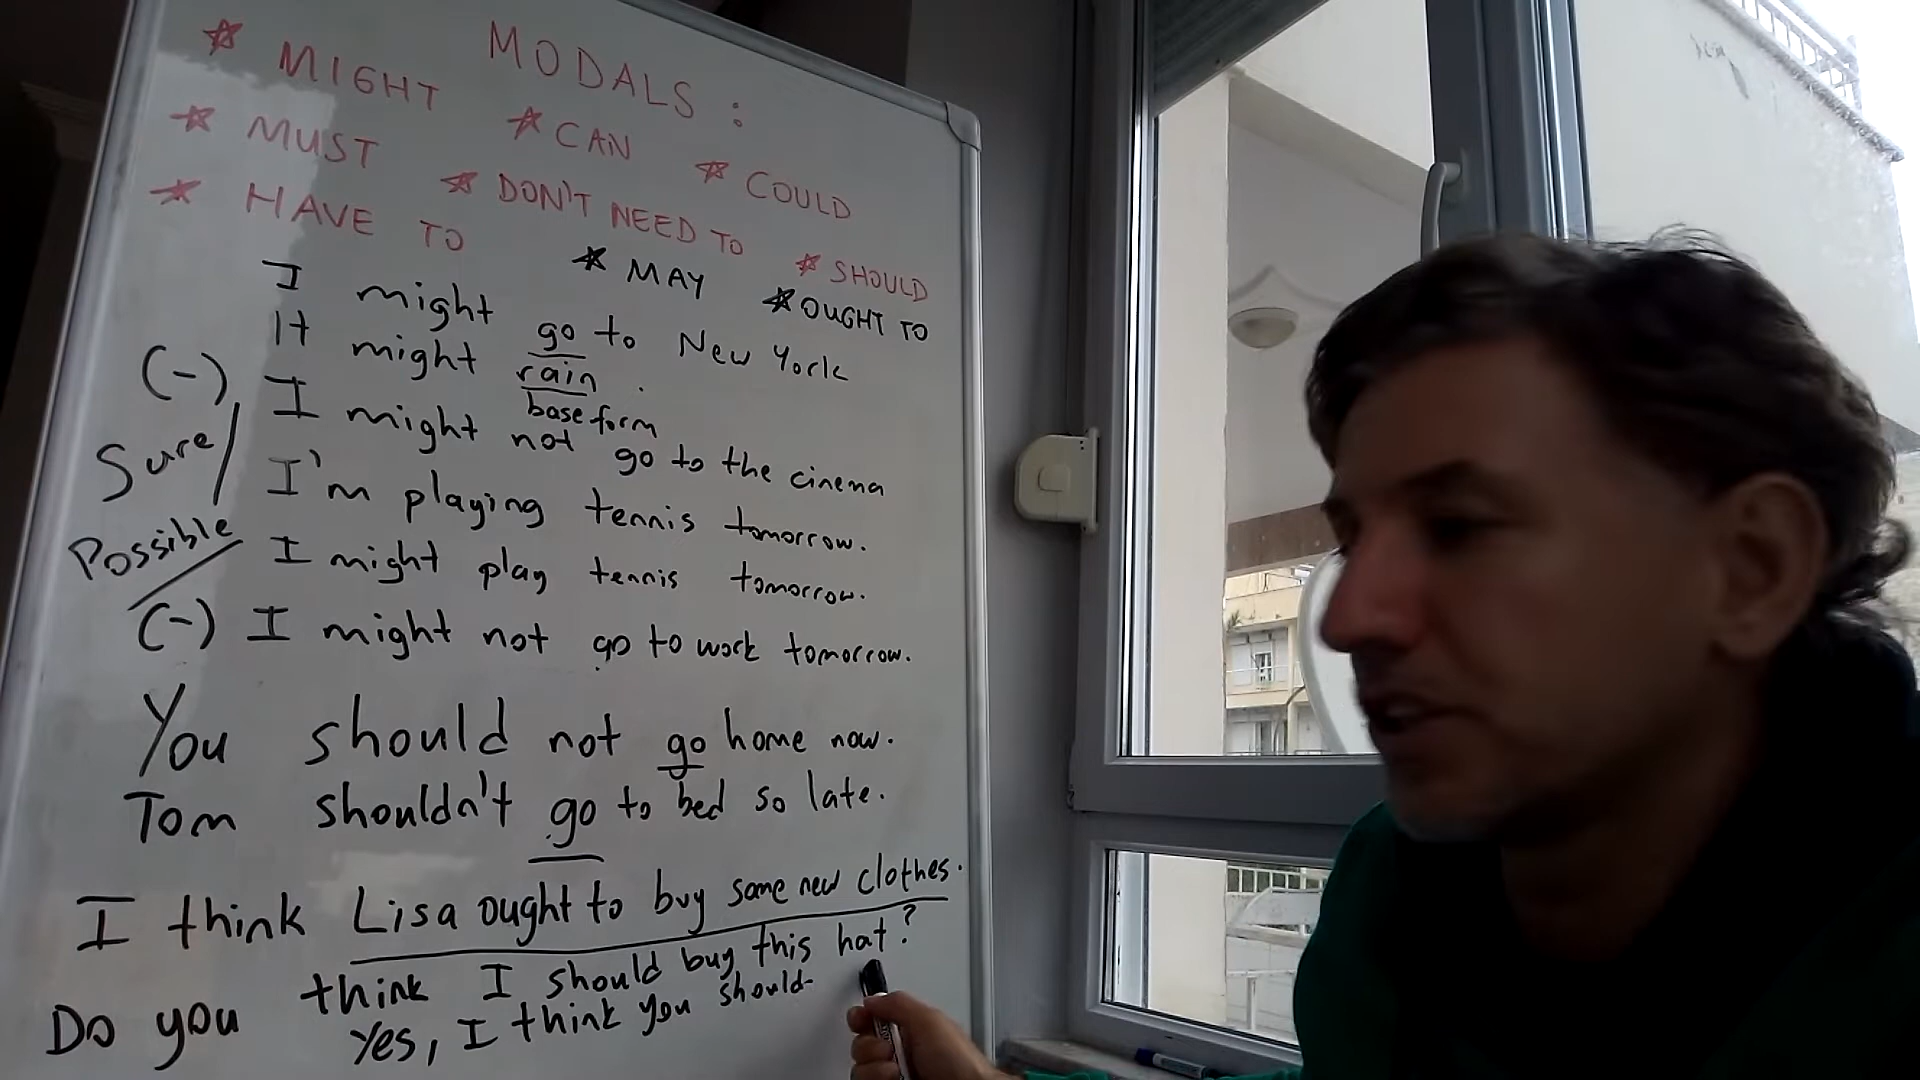 MODALS :
* MIGHT * CAN * COULD
* MUST * DON'T NEED TO * SHOULD
* HAVE TO * MAY * OUGHT TO
I might go to New York
It might rain .
base form
(-) I might not go to the cinema
Sure I'm playing tennis tomorrow.
Possible I might play tennis tomorrow.
(-) I might not go to work tomorrow.
You should not go home now.
Tom shouldn't go to bed so late.
I think Lisa ought to buy some new clothes.
Do you think I should buy this hat?
Yes, I think you should.